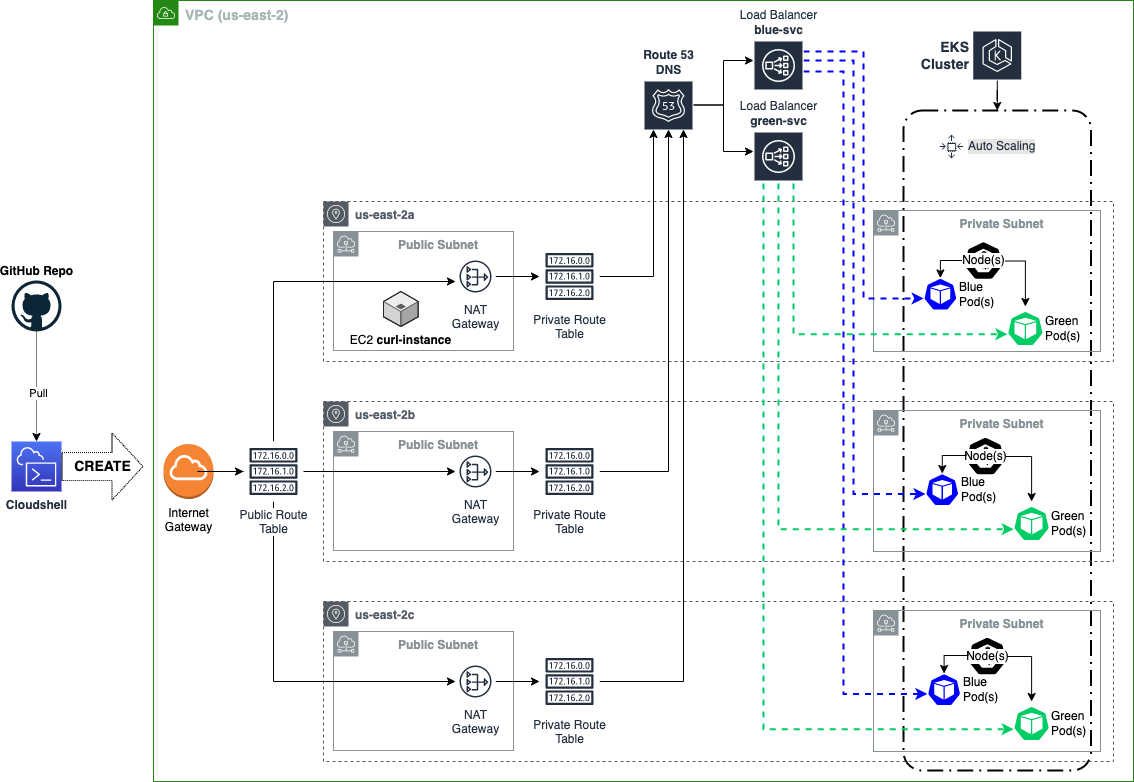 VPC (us-east-2)
Load Balancer
blue-svc
Route 53
DNS
53
Load Balancer
green-svc
EKS
Cluster
K
Auto Scaling
GitHub Repo
Pull
Cloudshell
CREATE
Internet
Gateway
172.16.0.0
172.16.1.0
172.16.2.0
Public Route
Table
us-east-2a
Public Subnet
EC2 curl-instance
NAT
Gateway
172.16.0.0
172.16.1.0
172.16.2.0
Private Route
Table
Private Subnet
Node(s)
Blue
Pod(s)
Green
Pod(s)
us-east-2b
Public Subnet
NAT
Gateway
172.16.0.0
172.16.1.0
172.16.2.0
Private Route
Table
Private Subnet
Node(s)
Blue
Pod(s)
Green
Pod(s)
us-east-2c
Public Subnet
NAT
Gateway
172.16.0.0
172.16.1.0
172.16.2.0
Private Route
Table
Private Subnet
Node(s)
Blue
Pod(s)
Green
Pod(s)